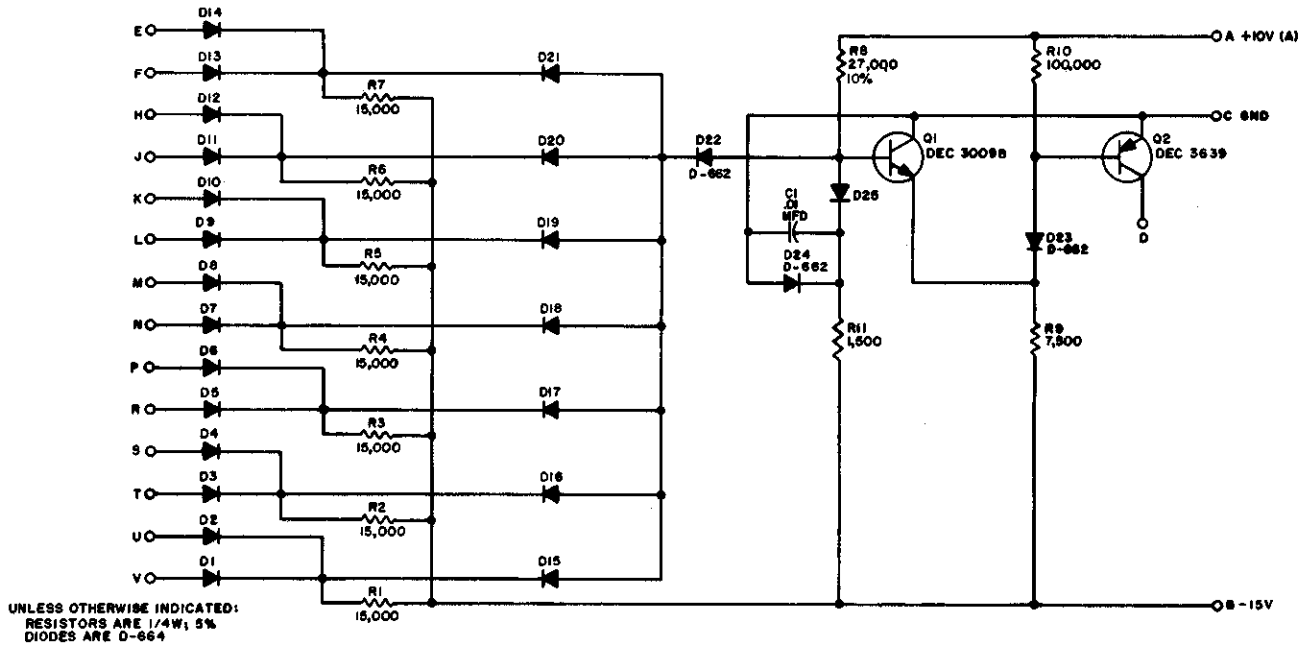 D14
E
D13
F
D21
R7
15,000
D12
H
D11
J
D20
R6
15,000
D10
K
D9
L
D19
R5
15,000
D8
M
D7
N
D18
R4
15,000
D6
P
D5
R
D17
R3
15,000
D4
S
D3
T
D16
R2
15,000
D2
U
D1
V
D15
R1
15,000
D22
D-662
R8
27,000
10%
R10
100,000
A +10V (A)
C GND
Q1
DEC 3009B
Q2
DEC 3639
D25
C1
.01
MFD
D24
D-662
D23
D-662
D
R11
1,500
R9
7,500
B -15V
UNLESS OTHERWISE INDICATED:
RESISTORS ARE 1/4W; 5%
DIODES ARE D-664